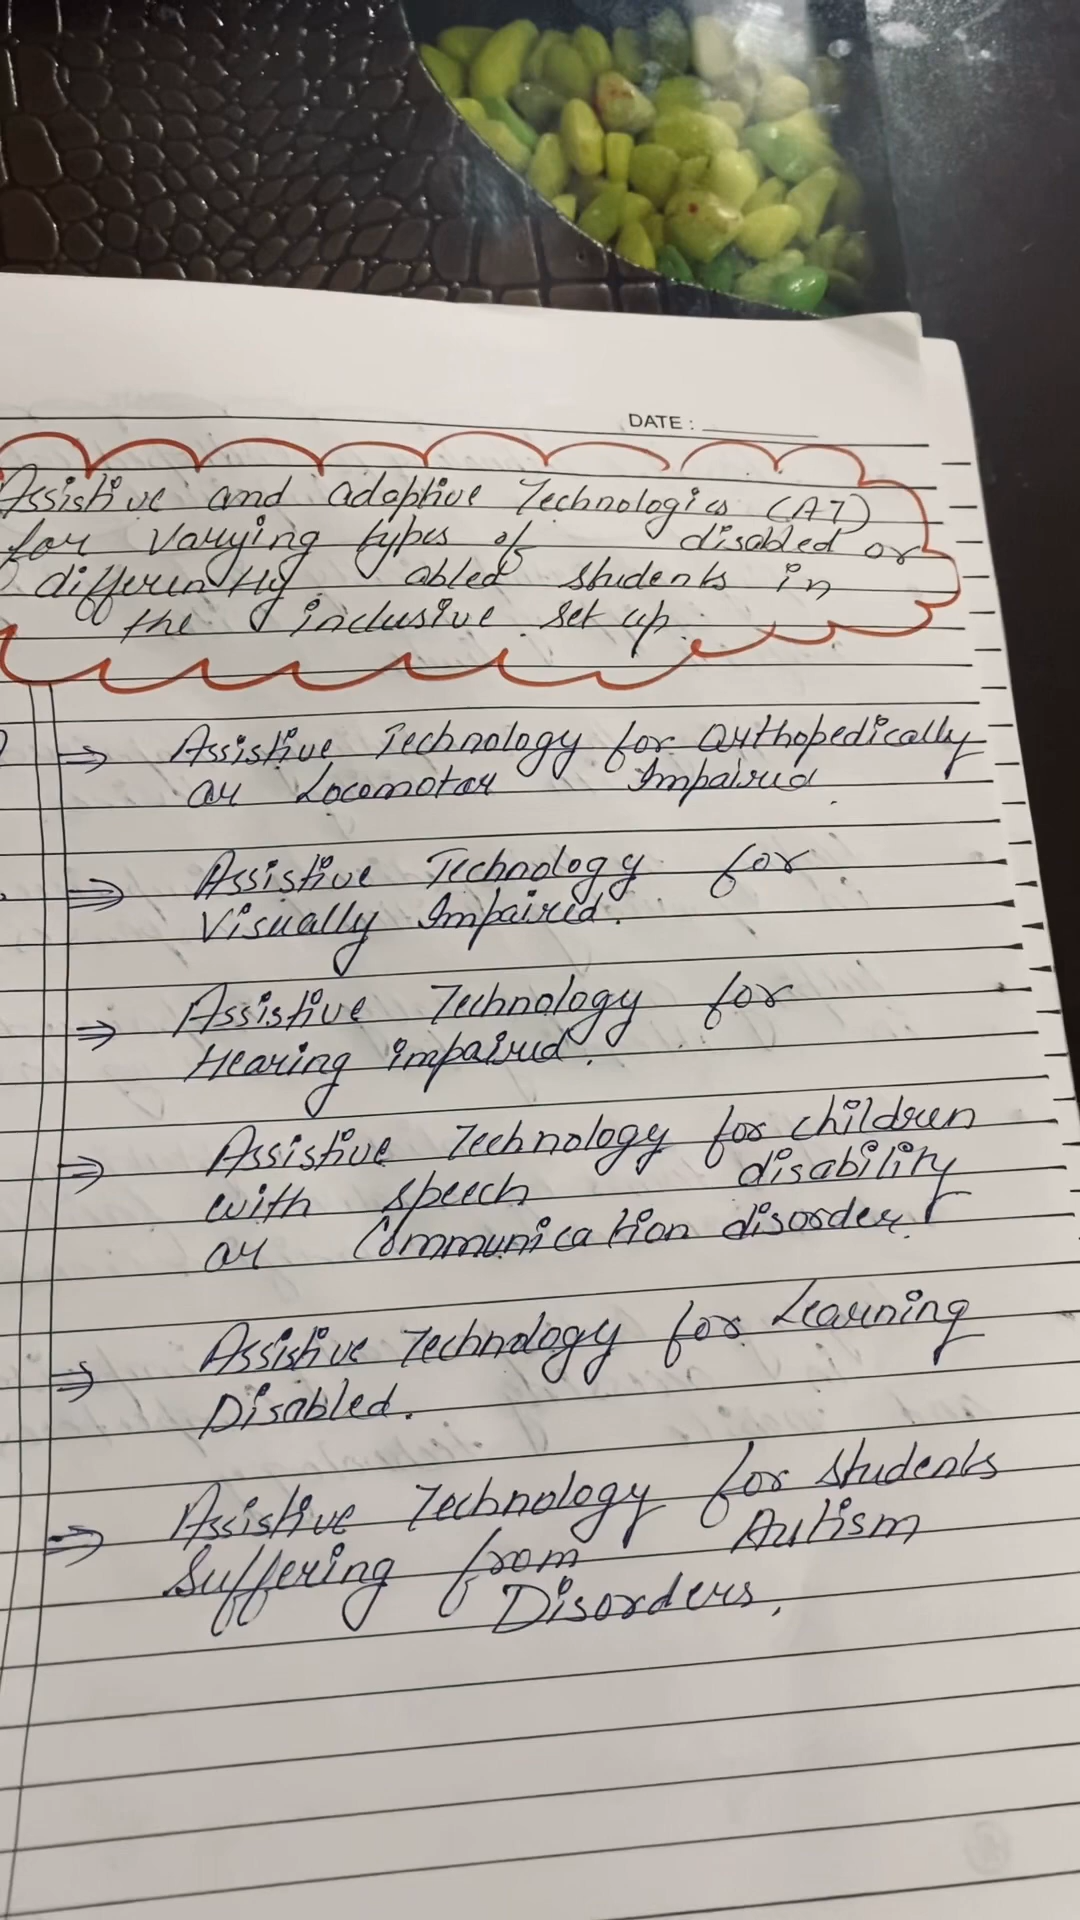 DATE :
Assistive and adaptive Technologies (AT)
for varying types of disabled or
differently abled students in
the inclusive set up.
⇒ Assistive Technology for Orthopedically
or Locomotor Impaired.
⇒ Assistive Technology for
Visually Impaired.
⇒ Assistive Technology for
Hearing impaired.
⇒ Assistive Technology for children
with speech disability
or Communication disorder.
⇒ Assistive Technology for Learning
Disabled.
⇒ Assistive Technology for students
Suffering from Autism
Disorders.